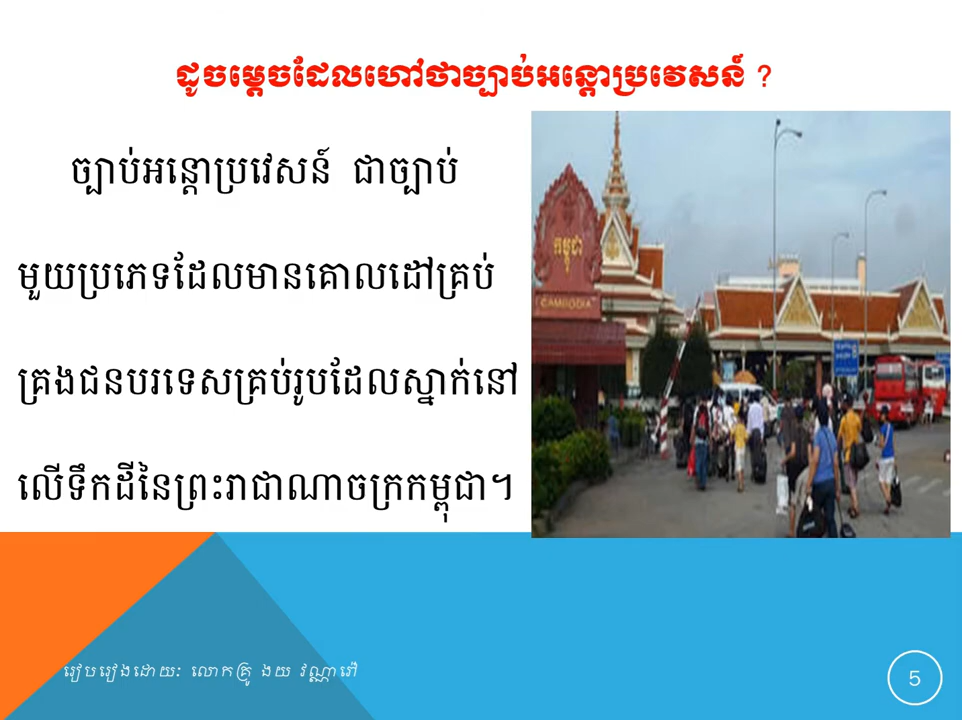 ដូចម្តេចដែលហៅថាច្បាប់អន្តោប្រវេសន៍ ?
ច្បាប់អន្តោប្រវេសន៍ ជាច្បាប់
មួយប្រភេទដែលមានគោលដៅគ្រប់
គ្រងជនបរទេសគ្រប់រូបដែលស្នាក់នៅ
លើទឹកដីនៃព្រះរាជាណាចក្រកម្ពុជា។
កម្ពុជា
CAMBODIA
រៀបរៀងដោយ: លោកគ្រូ ងយ វណ្ណារើ
5